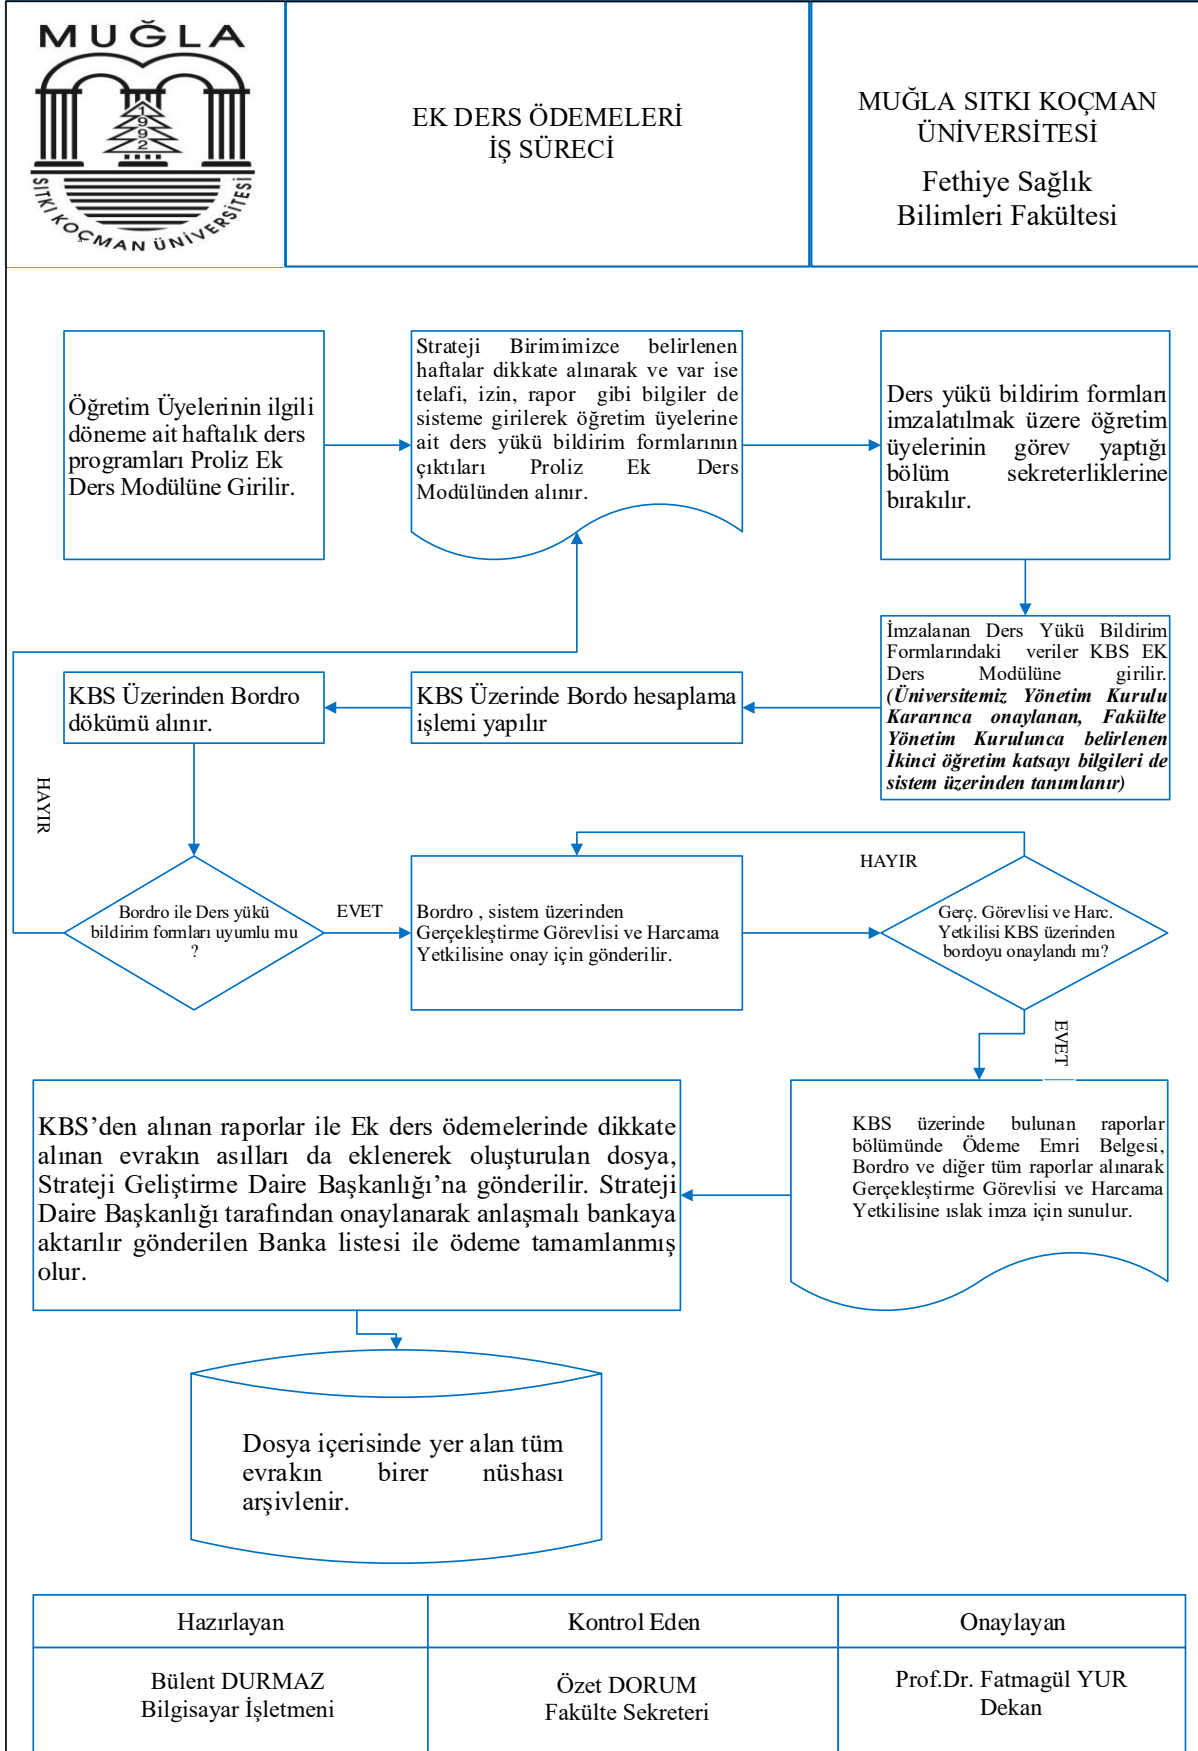 MUĞLA
1992
SITKI KOÇMAN ÜNİVERSİTESİ
EK DERS ÖDEMELERİ
İŞ SÜRECİ
MUĞLA SITKI KOÇMAN
ÜNİVERSİTESİ
Fethiye Sağlık
Bilimleri Fakültesi
Öğretim Üyelerinin ilgili
döneme ait haftalık ders
programları Proliz Ek
Ders Modülüne Girilir.
Strateji Birimimizce belirlenen
haftalar dikkate alınarak ve var ise
telafi, izin, rapor gibi bilgiler de
sisteme girilerek öğretim üyelerine
ait ders yükü bildirim formlarının
çıktıları Proliz Ek Ders
Modülünden alınır.
Ders yükü bildirim formları
imzalatılmak üzere öğretim
üyelerinin görev yaptığı
bölüm sekreterliklerine
bırakılır.
İmzalanan Ders Yükü Bildirim
Formlarındaki veriler KBS EK
Ders Modülüne girilir.
(Üniversitemiz Yönetim Kurulu
Kararınca onaylanan, Fakülte
Yönetim Kurulunca belirlenen
İkinci öğretim katsayı bilgileri de
sistem üzerinden tanımlanır)
KBS Üzerinde Bordo hesaplama
işlemi yapılır
KBS Üzerinden Bordro
dökümü alınır.
HAYIR
Bordro ile Ders yükü
bildirim formları uyumlu mu
?
EVET
Bordro , sistem üzerinden
Gerçekleştirme Görevlisi ve Harcama
Yetkilisine onay için gönderilir.
HAYIR
Gerç. Görevlisi ve Harc.
Yetkilisi KBS üzerinden
bordoyu onaylandı mı?
EVET
KBS üzerinde bulunan raporlar
bölümünde Ödeme Emri Belgesi,
Bordro ve diğer tüm raporlar alınarak
Gerçekleştirme Görevlisi ve Harcama
Yetkilisine ıslak imza için sunulur.
KBS’den alınan raporlar ile Ek ders ödemelerinde dikkate
alınan evrakın asılları da eklenerek oluşturulan dosya,
Strateji Geliştirme Daire Başkanlığı’na gönderilir. Strateji
Daire Başkanlığı tarafından onaylanarak anlaşmalı bankaya
aktarılır gönderilen Banka listesi ile ödeme tamamlanmış
olur.
Dosya içerisinde yer alan tüm
evrakın birer nüshası
arşivlenir.
Hazırlayan
Kontrol Eden
Onaylayan
Bülent DURMAZ
Bilgisayar İşletmeni
Özet DORUM
Fakülte Sekreteri
Prof.Dr. Fatmagül YUR
Dekan